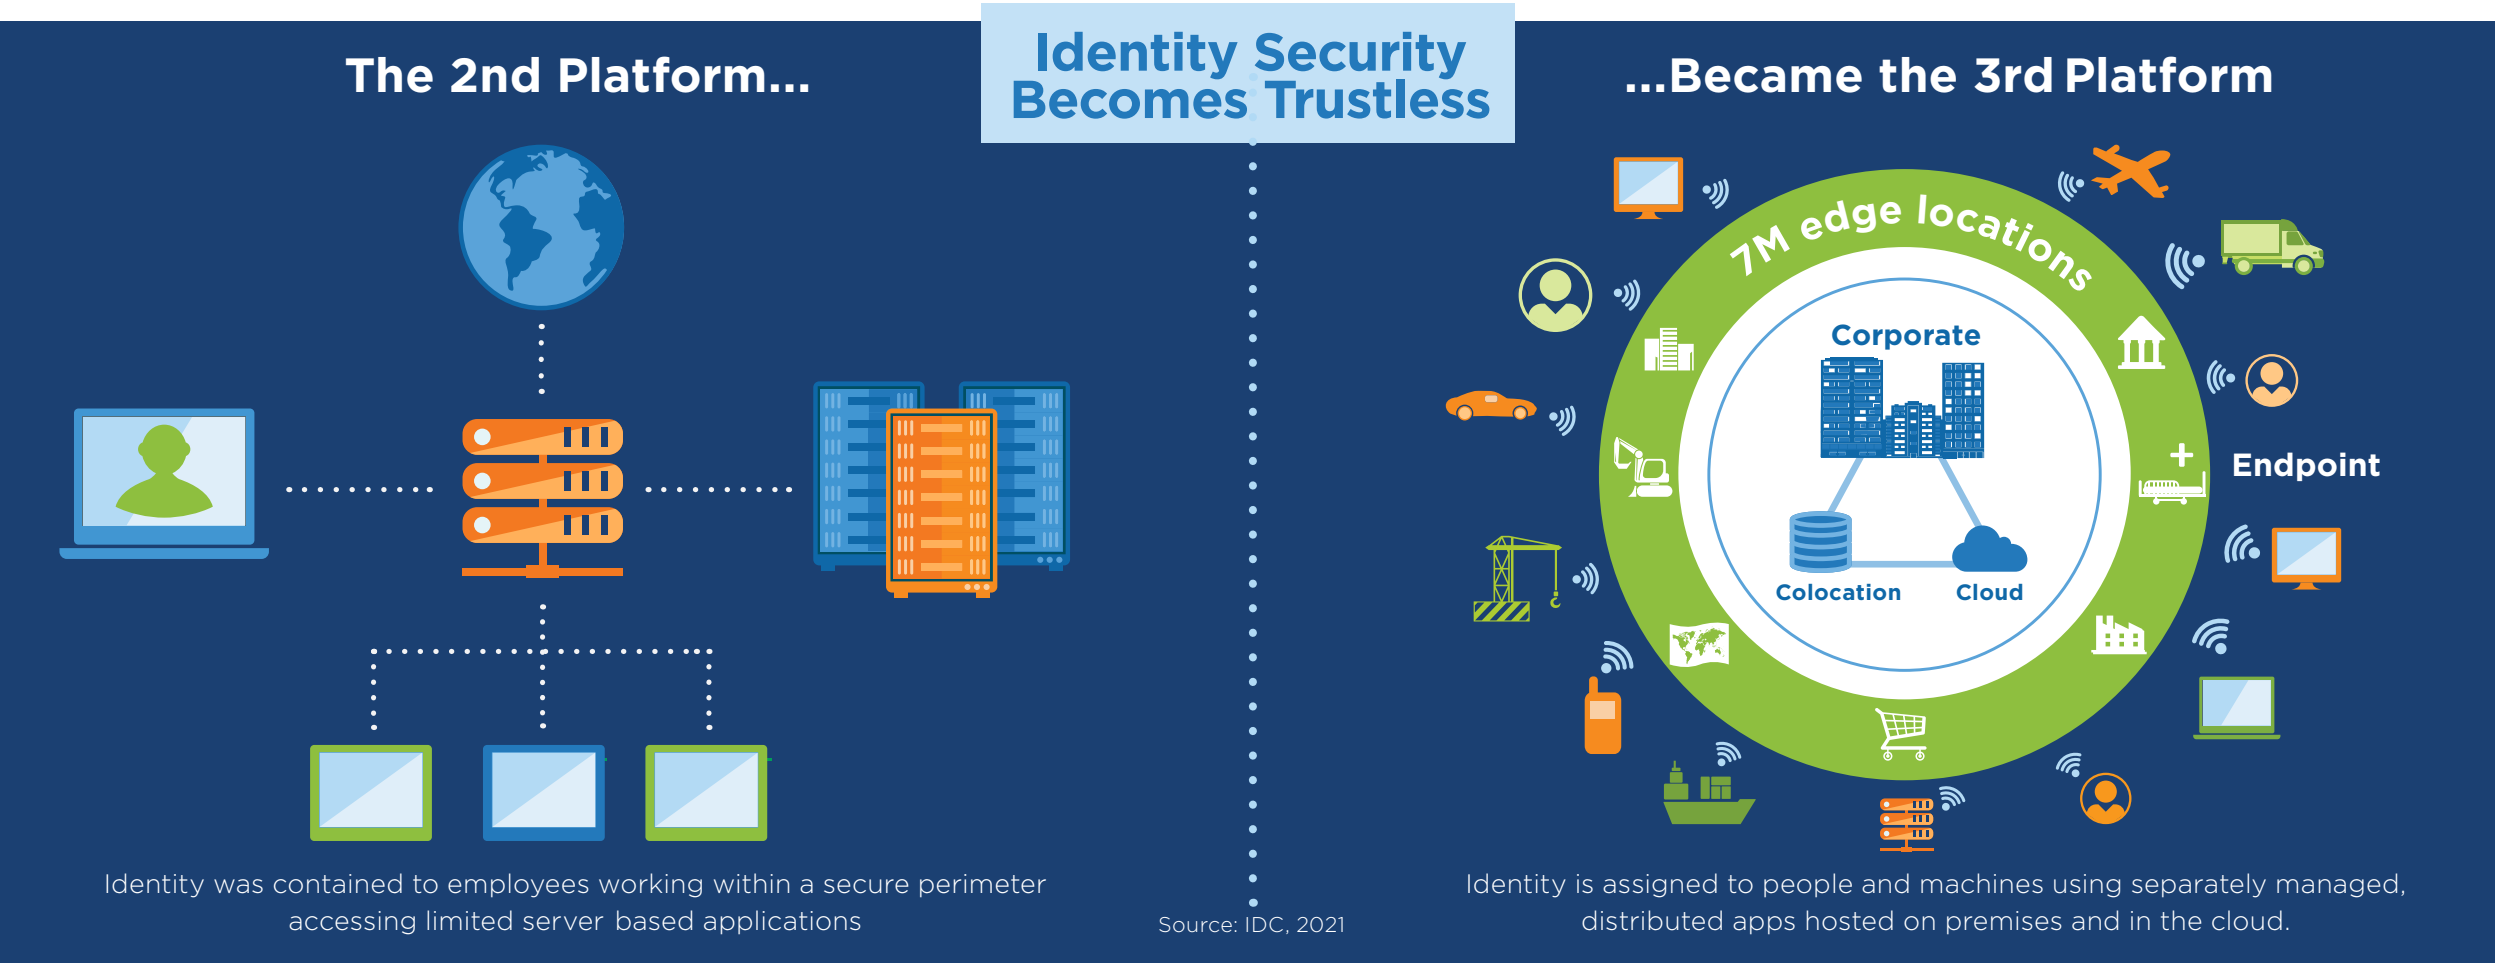 Identity Security
Becomes Trustless
The 2nd Platform...
Identity was contained to employees working within a secure perimeter
accessing limited server based applications
...Became the 3rd Platform
7M edge locations
Corporate
Colocation
Cloud
Endpoint
Identity is assigned to people and machines using separately managed,
distributed apps hosted on premises and in the cloud.
Source: IDC, 2021